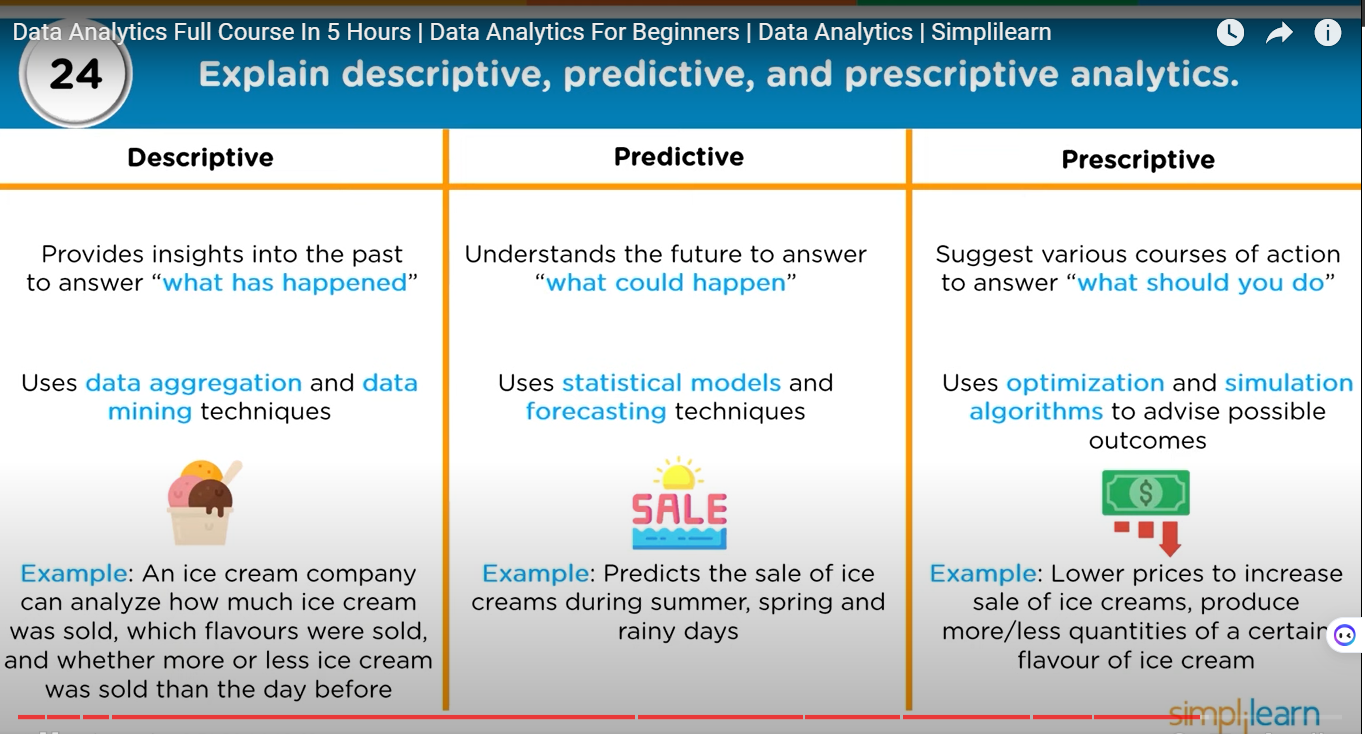 Data Analytics Full Course In 5 Hours | Data Analytics For Beginners | Data Analytics | Simplilearn
24
Explain descriptive, predictive, and prescriptive analytics.
Descriptive
Provides insights into the past
to answer “what has happened”
Uses data aggregation and data
mining techniques
Example: An ice cream company
can analyze how much ice cream
was sold, which flavours were sold,
and whether more or less ice cream
was sold than the day before
Predictive
Understands the future to answer
“what could happen”
Uses statistical models and
forecasting techniques
SALE
Example: Predicts the sale of ice
creams during summer, spring and
rainy days
Prescriptive
Suggest various courses of action
to answer “what should you do”
Uses optimization and simulation
algorithms to advise possible
outcomes
$
Example: Lower prices to increase
sale of ice creams, produce
more/less quantities of a certain
flavour of ice cream
simplilearn